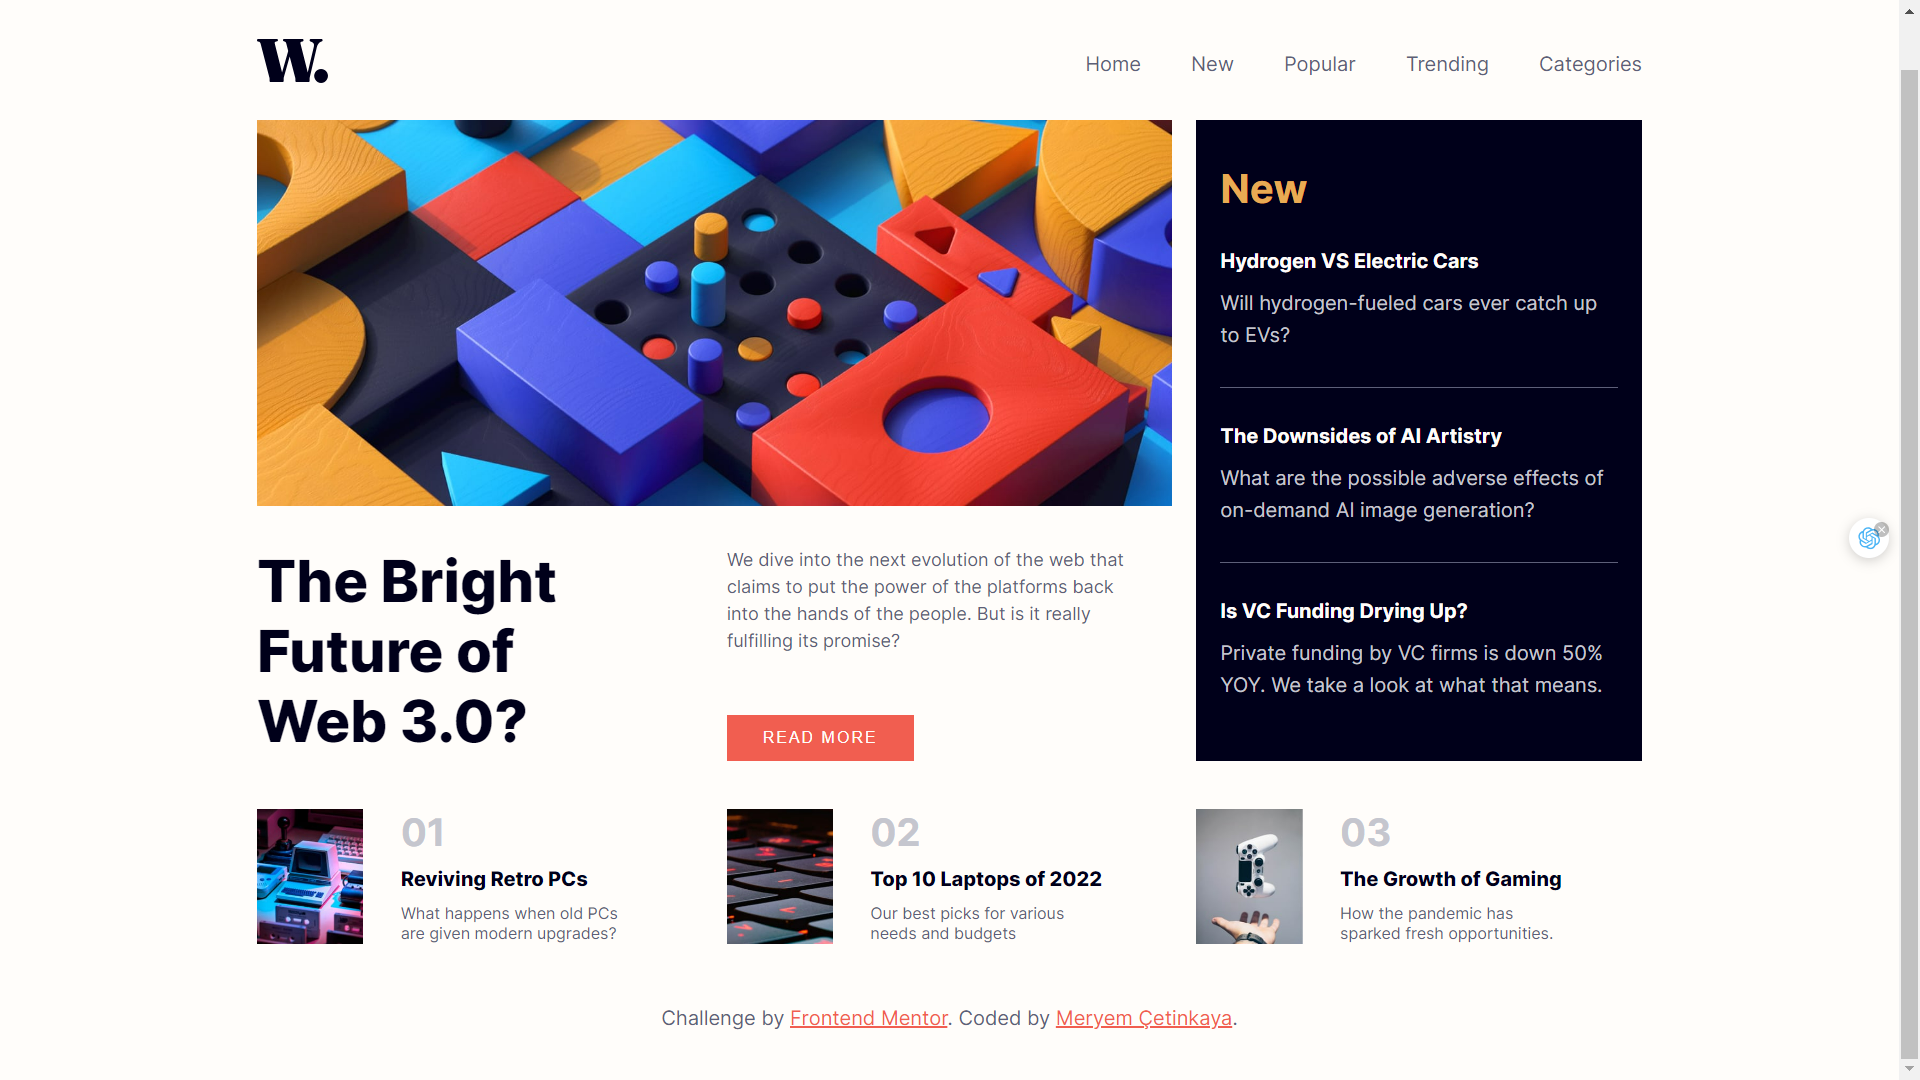 W.
Home New Popular Trending Categories
The Bright
Future of
Web 3.0?
We dive into the next evolution of the web that
claims to put the power of the platforms back
into the hands of the people. But is it really
fulfilling its promise?
READ MORE
New
Hydrogen VS Electric Cars
Will hydrogen-fueled cars ever catch up
to EVs?
The Downsides of AI Artistry
What are the possible adverse effects of
on-demand AI image generation?
Is VC Funding Drying Up?
Private funding by VC firms is down 50%
YOY. We take a look at what that means.
01
Reviving Retro PCs
What happens when old PCs
are given modern upgrades?
02
Top 10 Laptops of 2022
Our best picks for various
needs and budgets
03
The Growth of Gaming
How the pandemic has
sparked fresh opportunities.
Challenge by Frontend Mentor. Coded by Meryem Çetinkaya.